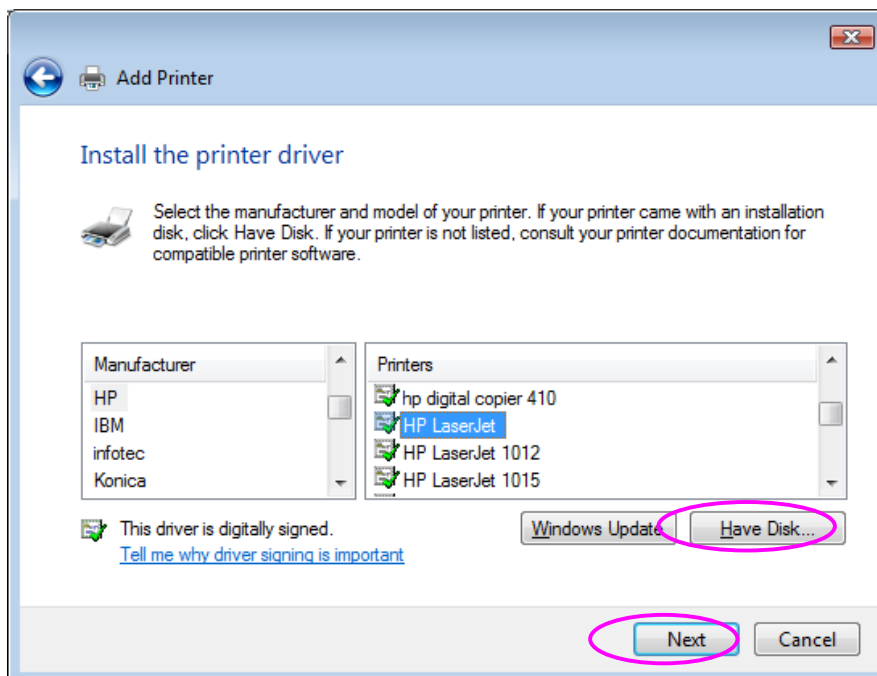 Add Printer
Install the printer driver
Select the manufacturer and model of your printer. If your printer came with an installation
disk, click Have Disk. If your printer is not listed, consult your printer documentation for
compatible printer software.
Manufacturer
HP
IBM
infotec
Konica
Printers
hp digital copier 410
HP LaserJet
HP LaserJet 1012
HP LaserJet 1015
This driver is digitally signed.
Tell me why driver signing is important
Windows Update
Have Disk...
Next
Cancel